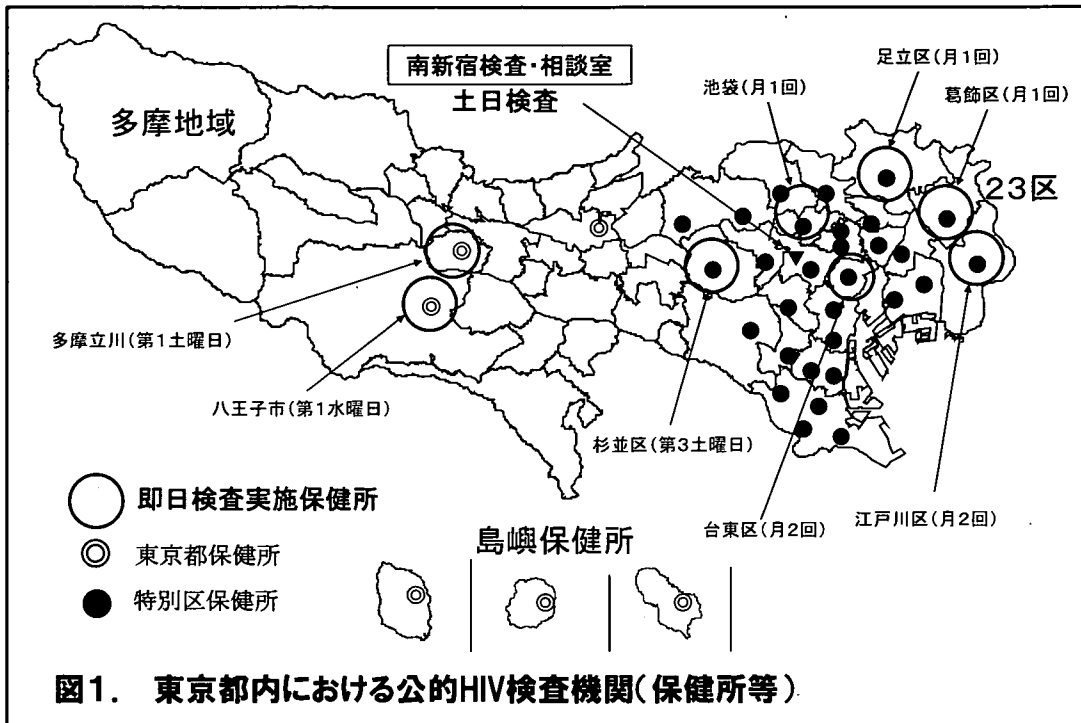 南新宿検査・相談室
土日検査
多摩地域
池袋(月1回)
足立区(月1回)
葛飾区(月1回)
23区
多摩立川(第1土曜日)
八王子市(第1水曜日)
杉並区(第3土曜日)
台東区(月2回)
江戸川区(月2回)
即日検査実施保健所
東京都保健所
特別区保健所
島嶼保健所
図1. 東京都内における公的HIV検査機関(保健所等)